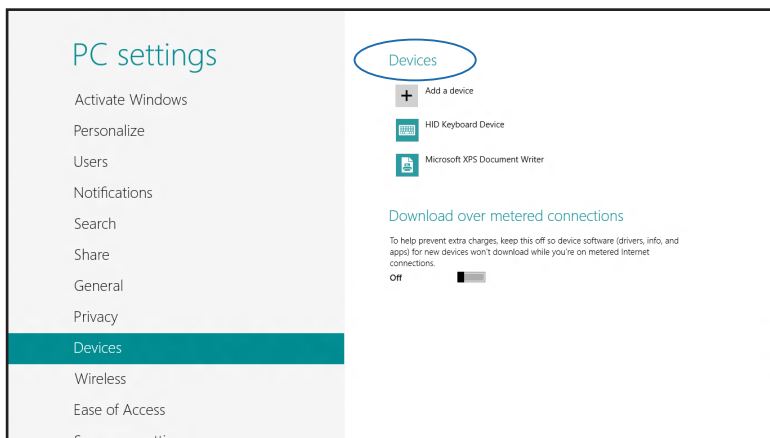 PC settings
Activate Windows
Personalize
Users
Notifications
Search
Share
General
Privacy
Devices
Wireless
Ease of Access
Devices
Add a device
HID Keyboard Device
Microsoft XPS Document Writer
Download over metered connections
To help prevent extra charges, keep this off so device software (drivers, info, and
apps) for new devices won't download while you're on metered Internet
connections.
Off